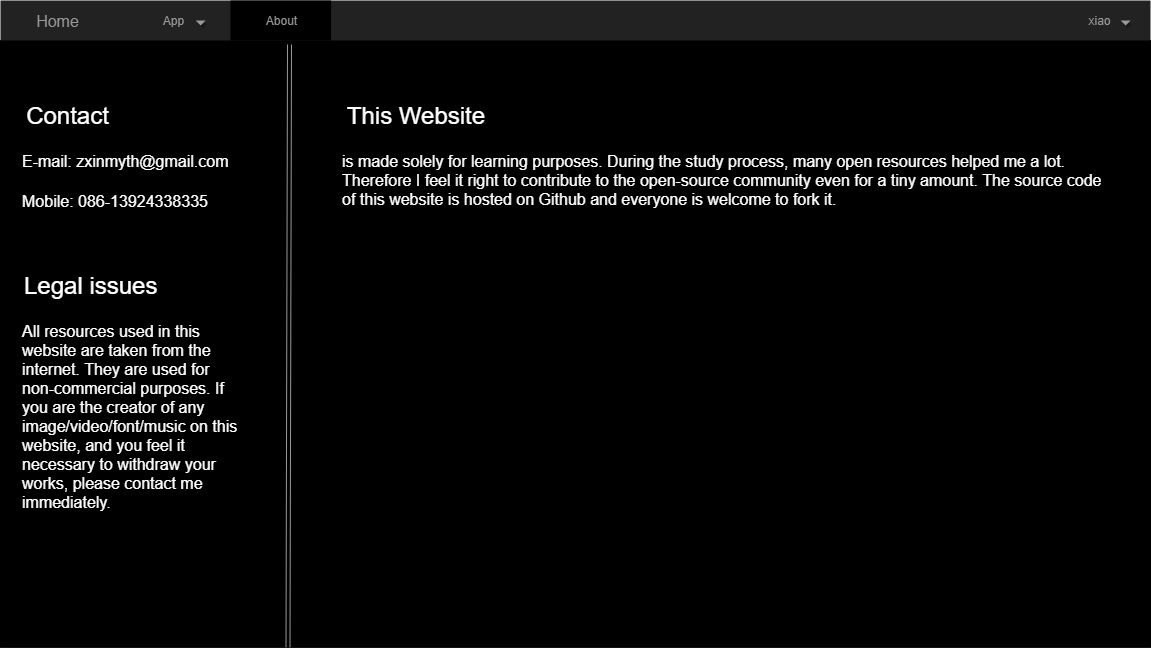 Home App About xiao
Contact
E-mail: zxinmyth@gmail.com
Mobile: 086-13924338335
Legal issues
All resources used in this
website are taken from the
internet. They are used for
non-commercial purposes. If
you are the creator of any
image/video/font/music on this
website, and you feel it
necessary to withdraw your
works, please contact me
immediately.
This Website
is made solely for learning purposes. During the study process, many open resources helped me a lot.
Therefore I feel it right to contribute to the open-source community even for a tiny amount. The source code
of this website is hosted on Github and everyone is welcome to fork it.